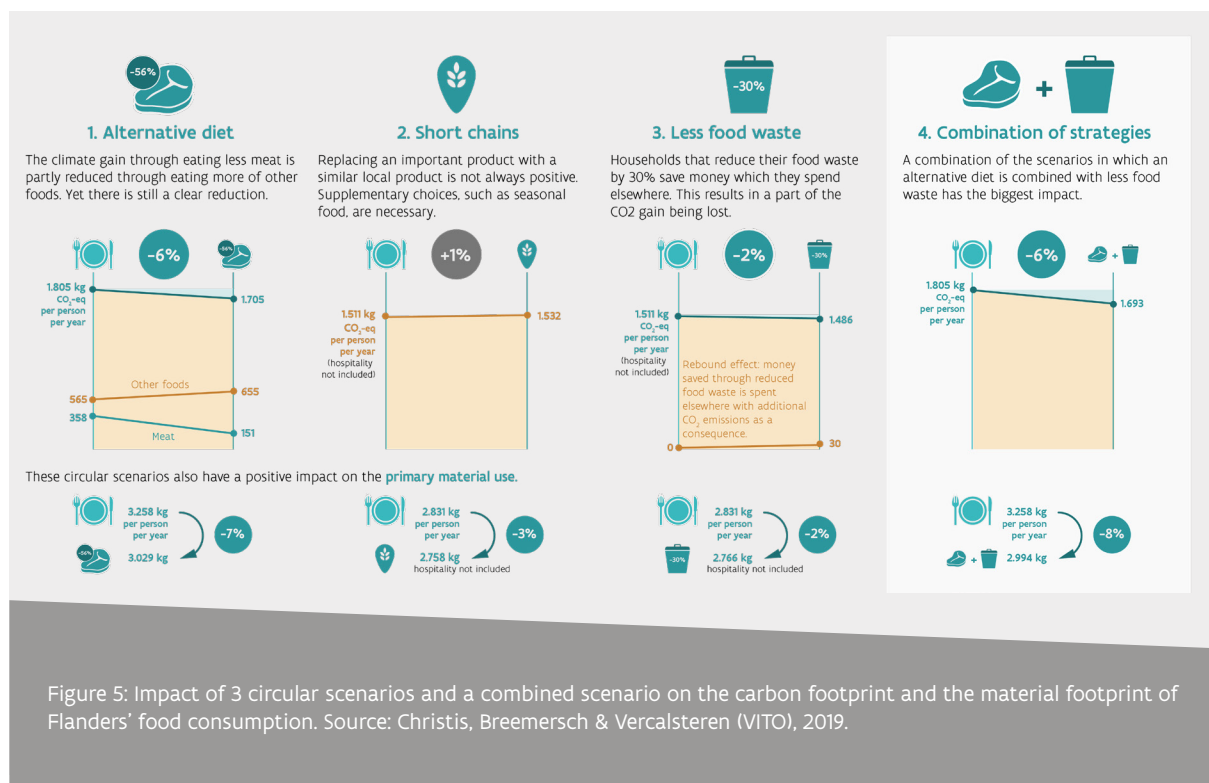 -56%
1. Alternative diet
The climate gain through eating less meat is
partly reduced through eating more of other
foods. Yet there is still a clear reduction.
-6%
-56%
1.805 kg
CO2-eq
per person
per year
1.705
Other foods
565
655
358
151
Meat
2. Short chains
Replacing an important product with a
similar local product is not always positive.
Supplementary choices, such as seasonal
food, are necessary.
+1%
1.511 kg
CO2-eq
per person
per year
(hospitality
not included)
1.532
-30%
3. Less food waste
Households that reduce their food waste
by 30% save money which they spend
elsewhere. This results in a part of the
CO2 gain being lost.
-2%
-30%
1.511 kg
CO2-eq
per person
per year
(hospitality
not included)
1.486
Rebound effect: money
saved through reduced
food waste is spent
elsewhere with additional
CO2 emissions as a
consequence.
0
30
+
4. Combination of strategies
A combination of the scenarios in which an
alternative diet is combined with less food
waste has the biggest impact.
-6%
+
1.805 kg
CO2-eq
per person
per year
1.693
These circular scenarios also have a positive impact on the primary material use.
3.258 kg
per person
per year
-7%
-56%
3.029 kg
2.831 kg
per person
per year
-3%
2.758 kg
hospitality not included
2.831 kg
per person
per year
-2%
-30%
2.766 kg
hospitality not included
3.258 kg
per person
per year
-8%
+
2.994 kg
Figure 5: Impact of 3 circular scenarios and a combined scenario on the carbon footprint and the material footprint of
Flanders’ food consumption. Source: Christis, Breemersch & Vercalsteren (VITO), 2019.